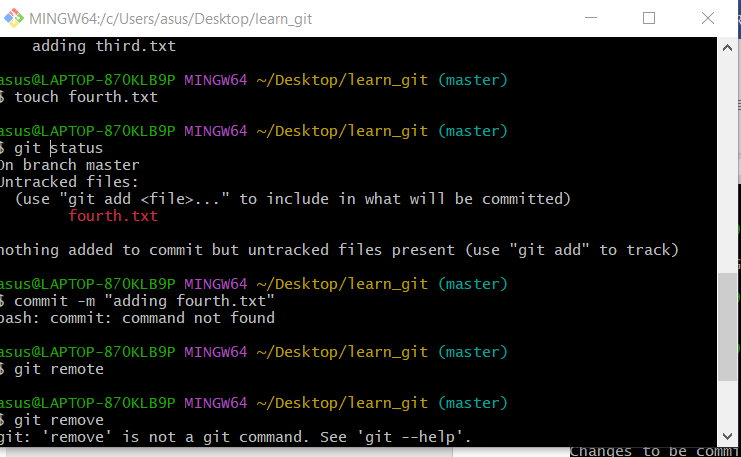 MINGW64:/c/Users/asus/Desktop/learn_git
adding third.txt
asus@LAPTOP-87OKLB9P MINGW64 ~/Desktop/learn_git (master)
$ touch fourth.txt
asus@LAPTOP-87OKLB9P MINGW64 ~/Desktop/learn_git (master)
$ git status
On branch master
Untracked files:
(use "git add <file>..." to include in what will be committed)
fourth.txt
nothing added to commit but untracked files present (use "git add" to track)
asus@LAPTOP-87OKLB9P MINGW64 ~/Desktop/learn_git (master)
$ commit -m "adding fourth.txt"
bash: commit: command not found
asus@LAPTOP-87OKLB9P MINGW64 ~/Desktop/learn_git (master)
$ git remote
asus@LAPTOP-87OKLB9P MINGW64 ~/Desktop/learn_git (master)
$ git remove
git: 'remove' is not a git command. See 'git --help'.
Changes to be commi